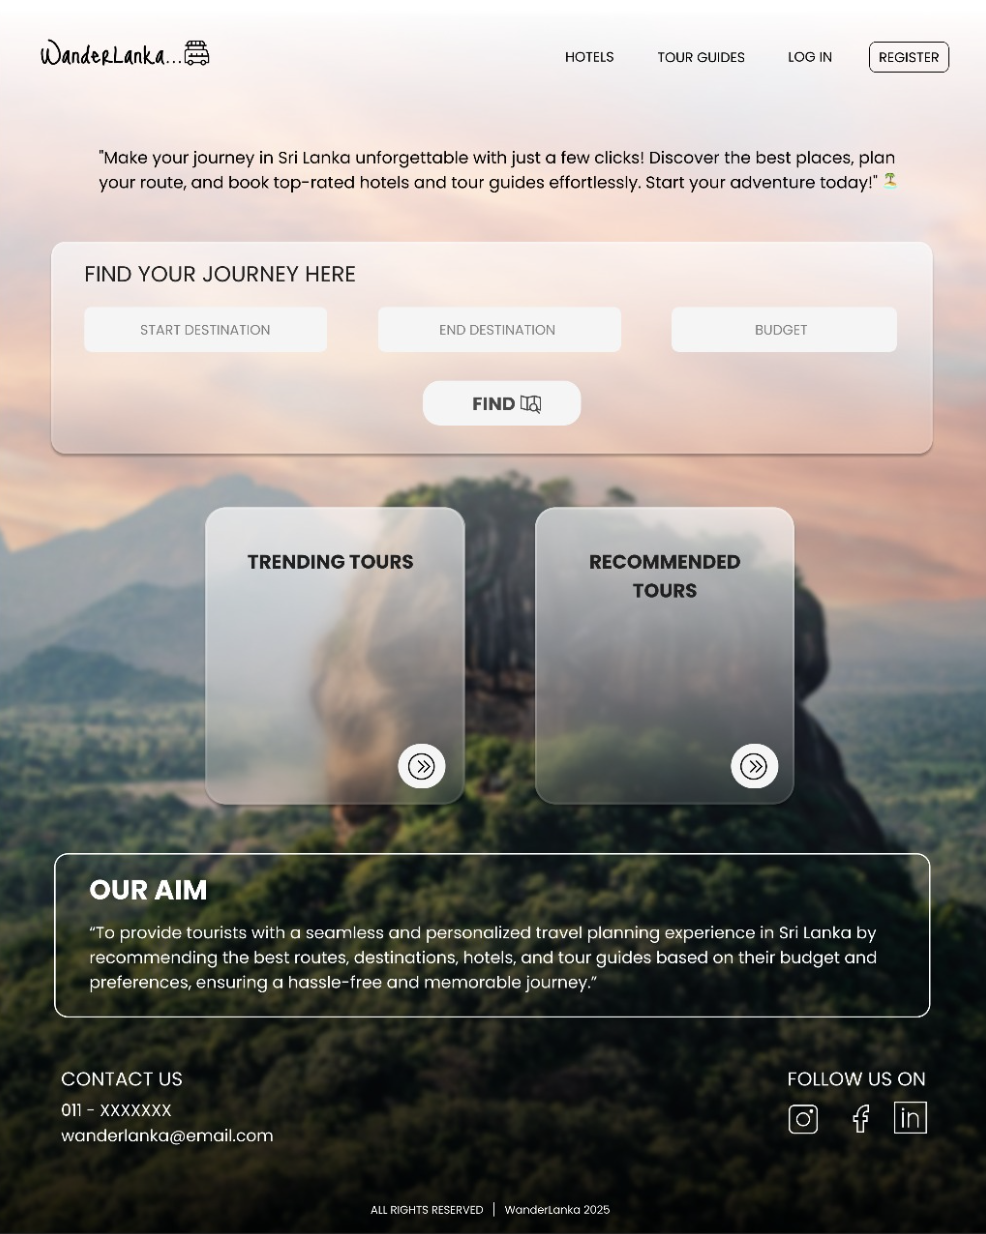 WanderLanka...
HOTELS
TOUR GUIDES
LOG IN
REGISTER
"Make your journey in Sri Lanka unforgettable with just a few clicks! Discover the best places, plan
your route, and book top-rated hotels and tour guides effortlessly. Start your adventure today!" 🏝️
FIND YOUR JOURNEY HERE
START DESTINATION
END DESTINATION
BUDGET
FIND
TRENDING TOURS
RECOMMENDED
TOURS
OUR AIM
“To provide tourists with a seamless and personalized travel planning experience in Sri Lanka by
recommending the best routes, destinations, hotels, and tour guides based on their budget and
preferences, ensuring a hassle-free and memorable journey.”
CONTACT US
011 - XXXXXXX
wanderlanka@email.com
FOLLOW US ON
in
ALL RIGHTS RESERVED | WanderLanka 2025